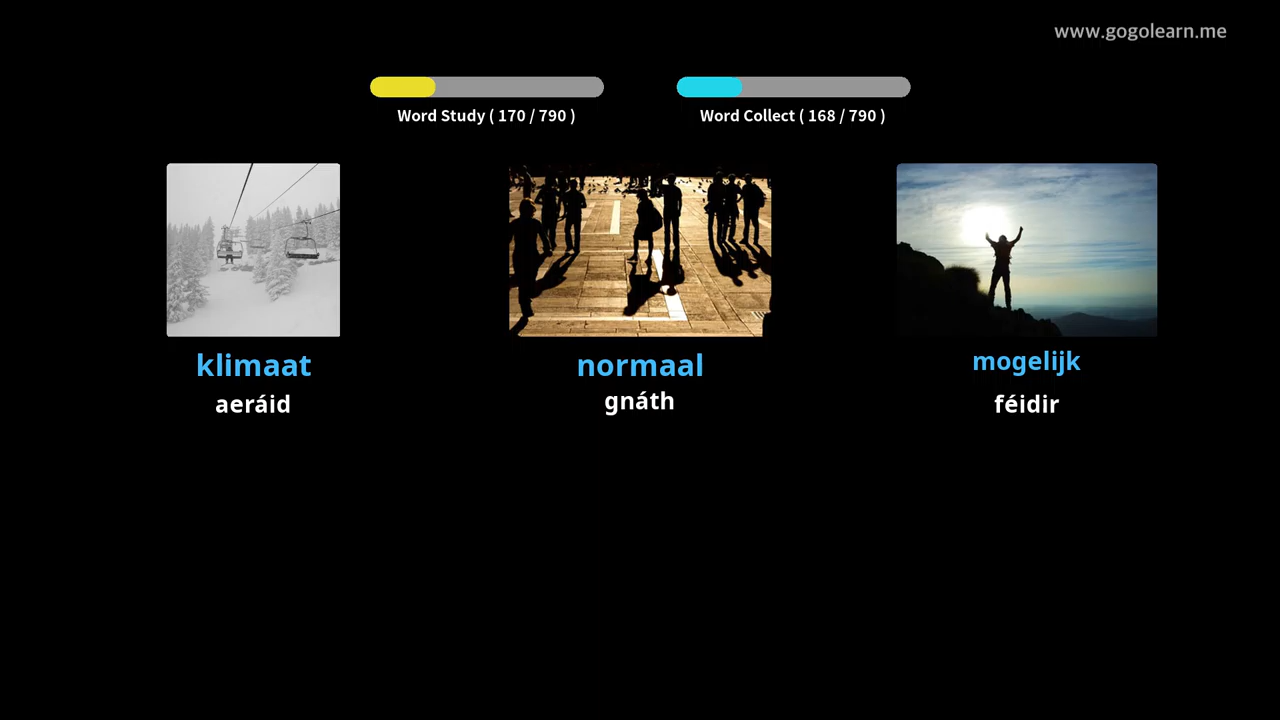 www.gogolearn.me
Word Study ( 170 / 790 )
Word Collect ( 168 / 790 )
klimaat
aeráid
normaal
gnáth
mogelijk
féidir